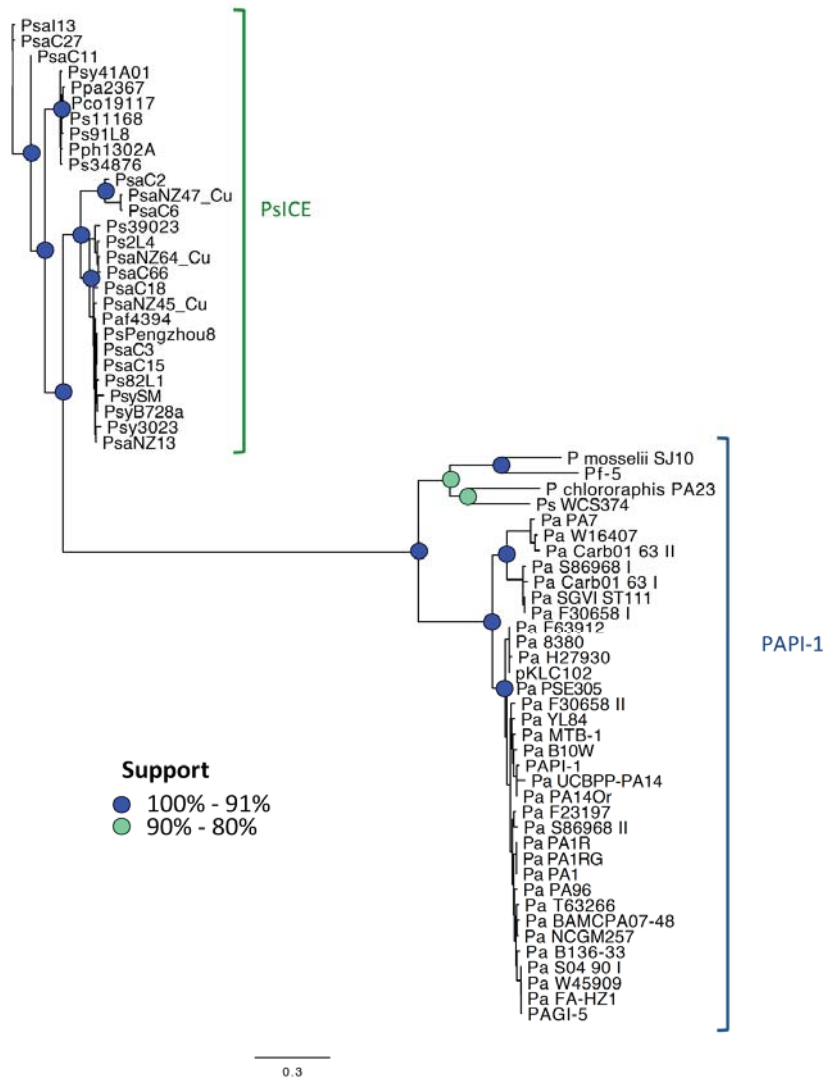 PsaI13
PsaC27
PsaC11
Psy41A01
Ppa2367
Pco19117
Ps11168
Ps91L8
Pph1302A
Ps34876
PsaC2
PsaNZ47_Cu
PsaC6
Ps39023
Ps2L4
PsaNZ64_Cu
PsaC66
PsaC18
PsaNZ45_Cu
Paf4394
PsPengzhou8
PsaC3
PsaC15
Ps82L1
PsySM
PsyB728a
Psy3023
PsaNZ13
PsICE
P mosselii SJ10
Pf-5
P chlororaphis PA23
Ps WCS374
Pa PA7
Pa W16407
Pa Carb01 63 II
Pa S86968 I
Pa Carb01 63 I
Pa SGVI ST111
Pa F30658 I
Pa F63912
Pa 8380
Pa H27930
pKLC102
Pa PSE305
Pa F30658 II
Pa YL84
Pa MTB-1
Pa B10W
PAPI-1
Pa UCBPP-PA14
Pa PA14Or
Pa F23197
Pa S86968 II
Pa PA1R
Pa PA1RG
Pa PA1
Pa PA96
Pa T63266
Pa BAMCPA07-48
Pa NCGM257
Pa B136-33
Pa S04 90 I
Pa W45909
Pa FA-HZ1
PAGI-5
PAPI-1
Support
100% - 91%
90% - 80%
0.3